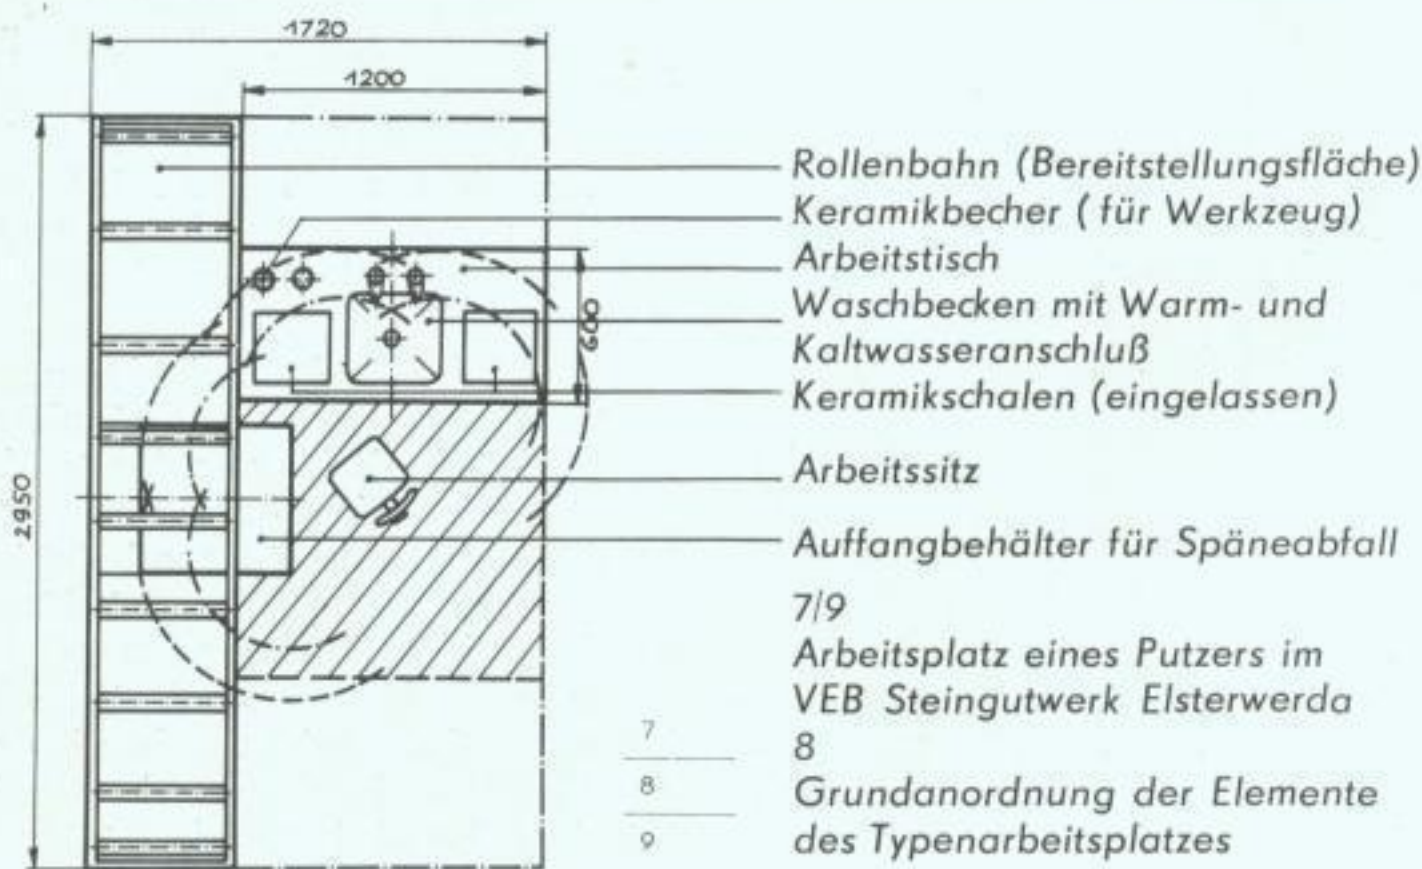 1720
1200
Rollenbahn (Bereitstellungsfläche)
Keramikbecher ( für Werkzeug)
Arbeitstisch
Waschbecken mit Warm- und
Kaltwasseranschluß
Keramikschalen (eingelassen)
600
Arbeitssitz
2950
Auffangbehälter für Späneabfall
7/9
Arbeitsplatz eines Putzers im
VEB Steingutwerk Elsterwerda
8
Grundanordnung der Elemente
des Typenarbeitsplatzes
7
8
9